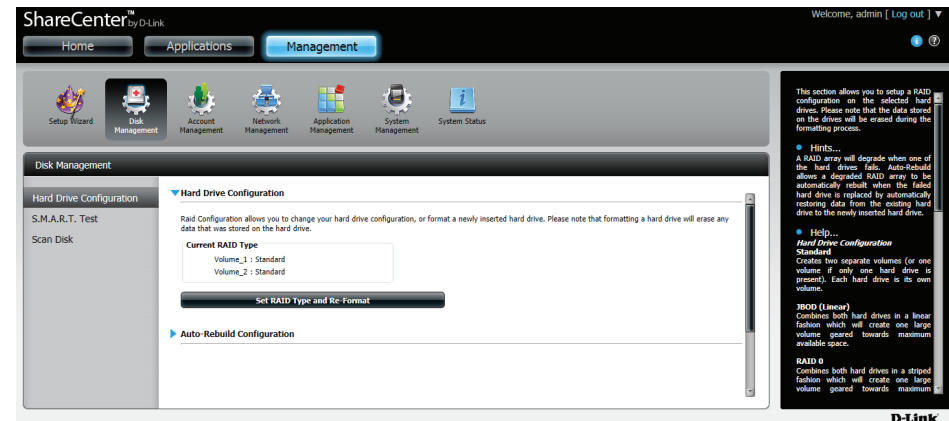 ShareCenter™ by D-Link
Welcome, admin [ Log out ] ▼
Home
Applications
Management
Setup Wizard
Disk
Management
Account
Management
Network
Management
Application
Management
System
Management
System Status
Disk Management
Hard Drive Configuration
S.M.A.R.T. Test
Scan Disk
Hard Drive Configuration
Raid Configuration allows you to change your hard drive configuration, or format a newly inserted hard drive. Please note that formatting a hard drive will erase any
data that was stored on the hard drive.
Current RAID Type
Volume_1 : Standard
Volume_2 : Standard
Set RAID Type and Re-Format
Auto-Rebuild Configuration
This section allows you to setup a RAID
configuration on the selected hard
drives. Please note that the data stored
on the drives will be erased during the
formatting process.
Hints...
A RAID array will degrade when one of
the hard drives fails. Auto-Rebuild
allows a degraded RAID array to be
automatically rebuilt when the failed
hard drive is replaced by automatically
restoring data from the existing hard
drive to the newly inserted hard drive.
Help...
Hard Drive Configuration
Standard
Creates two separate volumes (or one
volume if only one hard drive is
present). Each hard drive is its own
volume.
JBOD (Linear)
Combines both hard drives in a linear
fashion which will create one large
volume geared towards maximum
available space.
RAID 0
Combines both hard drives in a striped
fashion which will create one large
volume geared towards maximum
D-Link